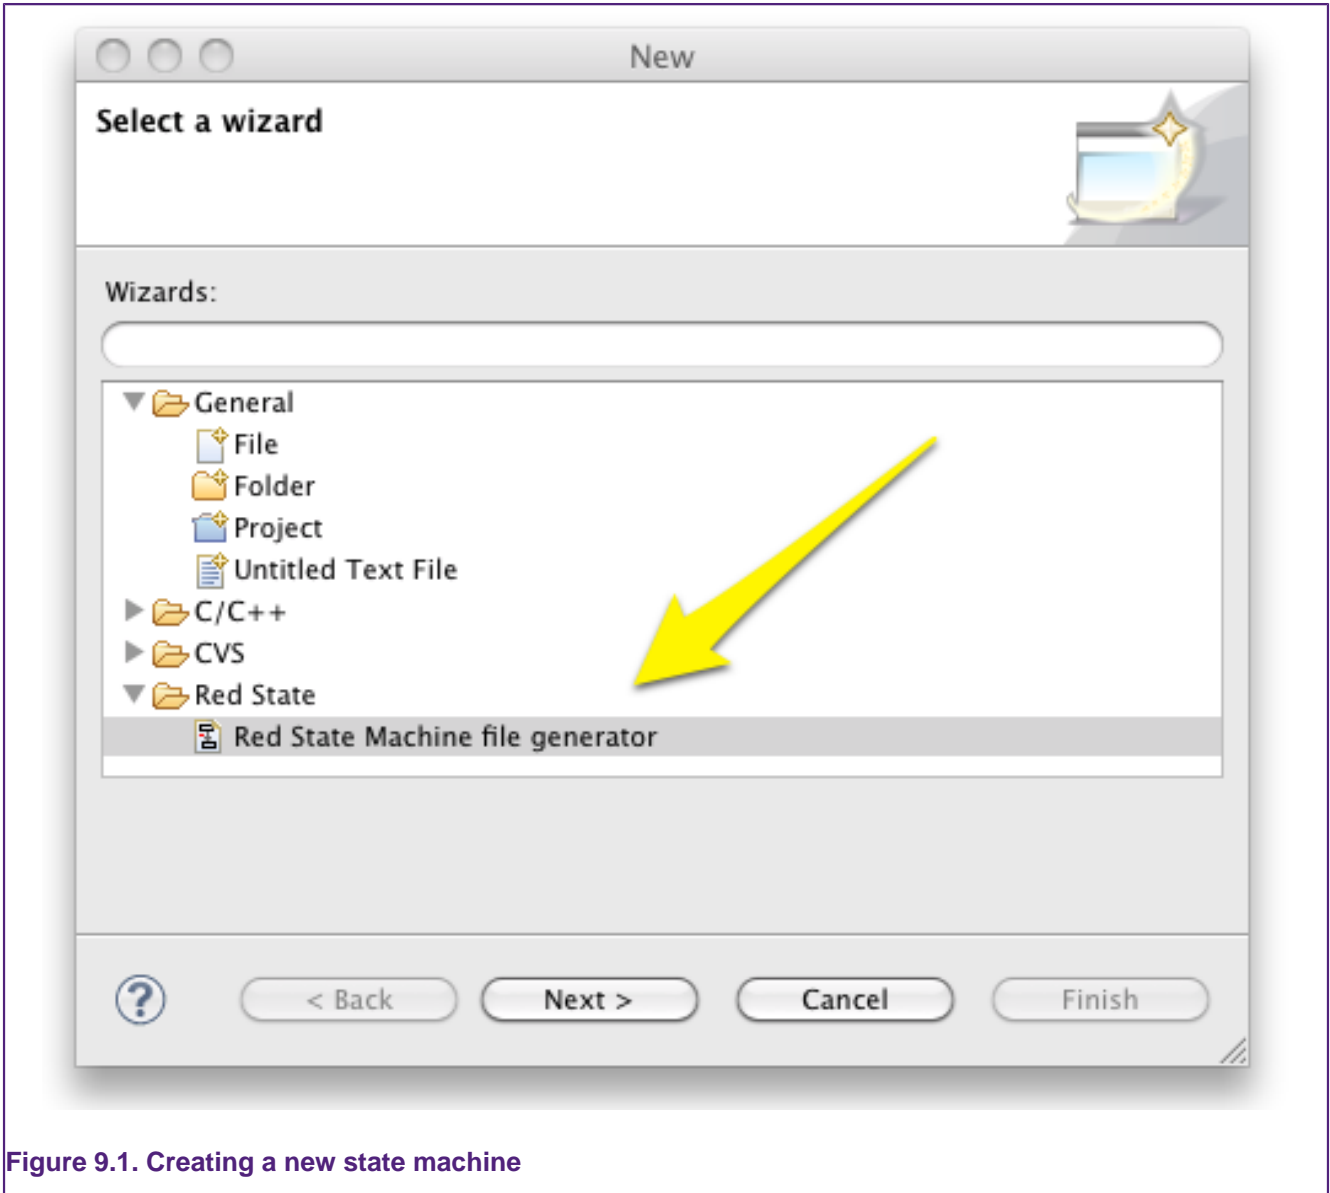 New
Select a wizard
Wizards:
General
File
Folder
Project
Untitled Text File
C/C++
CVS
Red State
Red State Machine file generator
?
< Back
Next >
Cancel
Finish
Figure 9.1. Creating a new state machine